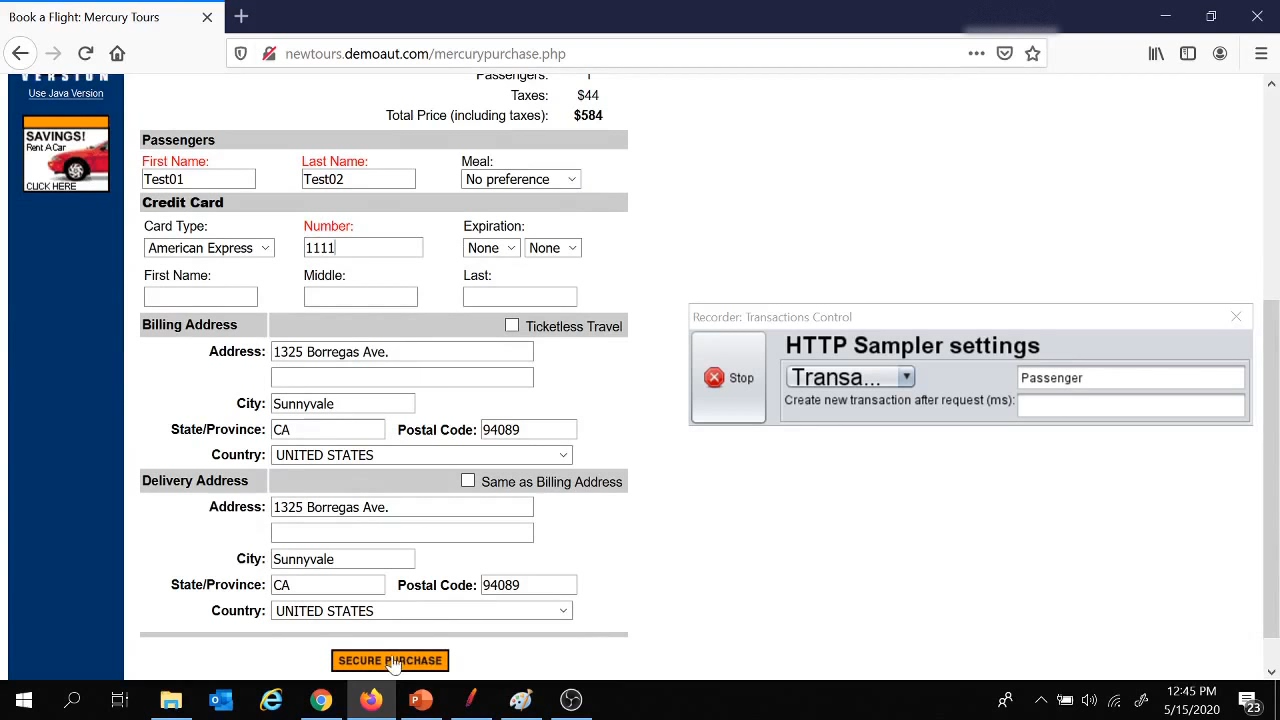 Book a Flight: Mercury Tours
newtours.demoaut.com/mercurypurchase.php
VERSION
Use Java Version
SAVINGS!
Rent A Car
CLICK HERE
Passengers: 1
Taxes: $44
Total Price (including taxes): $584
Passengers
First Name: Last Name: Meal:
Test01 Test02 No preference
Credit Card
Card Type: Number: Expiration:
American Express 1111 None None
First Name: Middle: Last:
Billing Address Ticketless Travel
Address: 1325 Borregas Ave.
City: Sunnyvale
State/Province: CA Postal Code: 94089
Country: UNITED STATES
Delivery Address Same as Billing Address
Address: 1325 Borregas Ave.
City: Sunnyvale
State/Province: CA Postal Code: 94089
Country: UNITED STATES
SECURE PURCHASE
Recorder: Transactions Control
HTTP Sampler settings
Stop
Transa... Passenger
Create new transaction after request (ms):
12:45 PM
5/15/2020
23